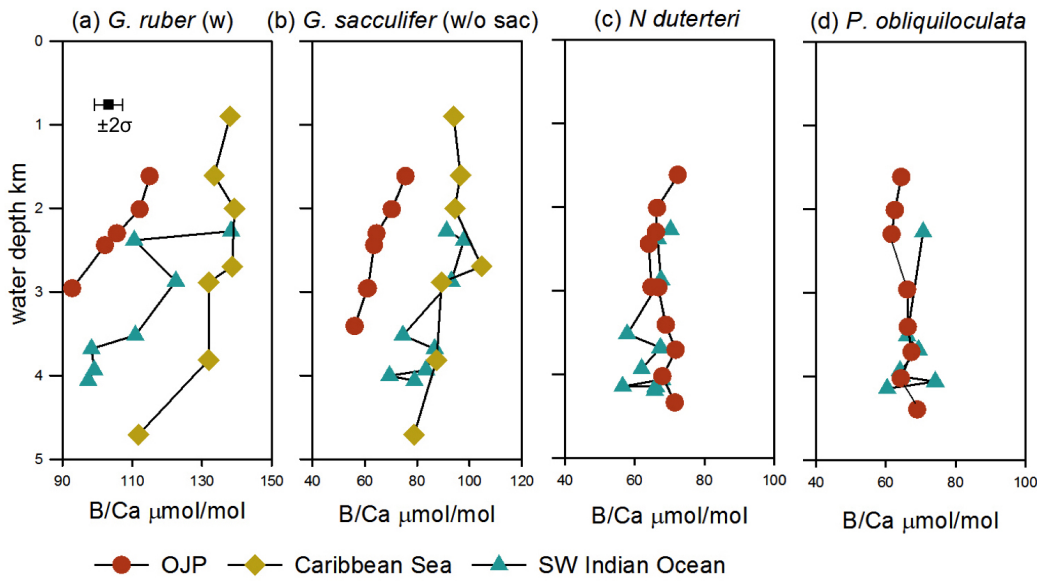 (a) G. ruber (w)
(b) G. sacculifer (w/o sac)
(c) N duterteri
(d) P. obliquiloculata
0
1
2
3
4
5
water depth km
±2σ
90 110 130 150
40 60 80 100 120
40 60 80 100
40 60 80 100
B/Ca μmol/mol
B/Ca μmol/mol
B/Ca μmol/mol
B/Ca μmol/mol
OJP
Caribbean Sea
SW Indian Ocean